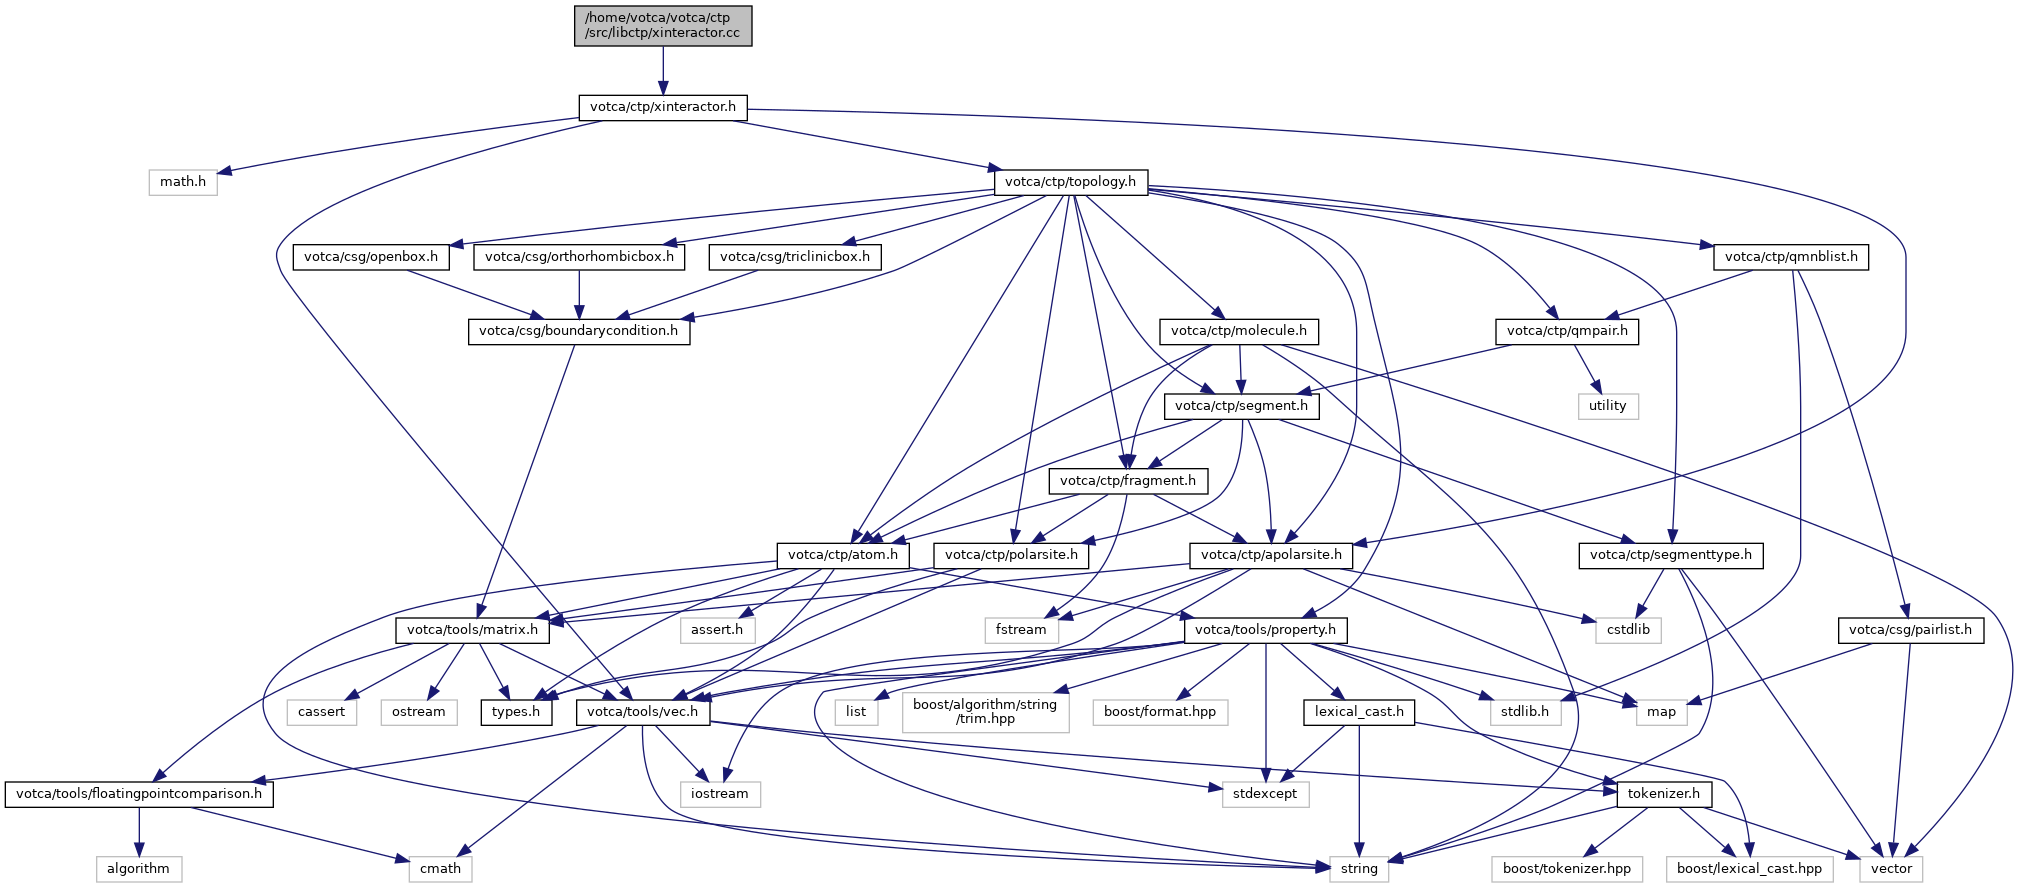 /home/votca/votca/ctp
/src/libctp/xinteractor.cc
votca/ctp/xinteractor.h
math.h
votca/ctp/topology.h
votca/csg/openbox.h
votca/csg/orthorhombicbox.h
votca/csg/triclinicbox.h
votca/ctp/qmnblist.h
votca/csg/boundarycondition.h
votca/ctp/molecule.h
votca/ctp/qmpair.h
votca/ctp/segment.h
utility
votca/ctp/fragment.h
votca/ctp/atom.h
votca/ctp/polarsite.h
votca/ctp/apolarsite.h
votca/ctp/segmenttype.h
votca/tools/matrix.h
assert.h
fstream
votca/tools/property.h
cstdlib
votca/csg/pairlist.h
cassert
ostream
types.h
votca/tools/vec.h
list
boost/algorithm/string
/trim.hpp
boost/format.hpp
lexical_cast.h
stdlib.h
map
votca/tools/floatingpointcomparison.h
iostream
stdexcept
tokenizer.h
algorithm
cmath
string
boost/tokenizer.hpp
boost/lexical_cast.hpp
vector